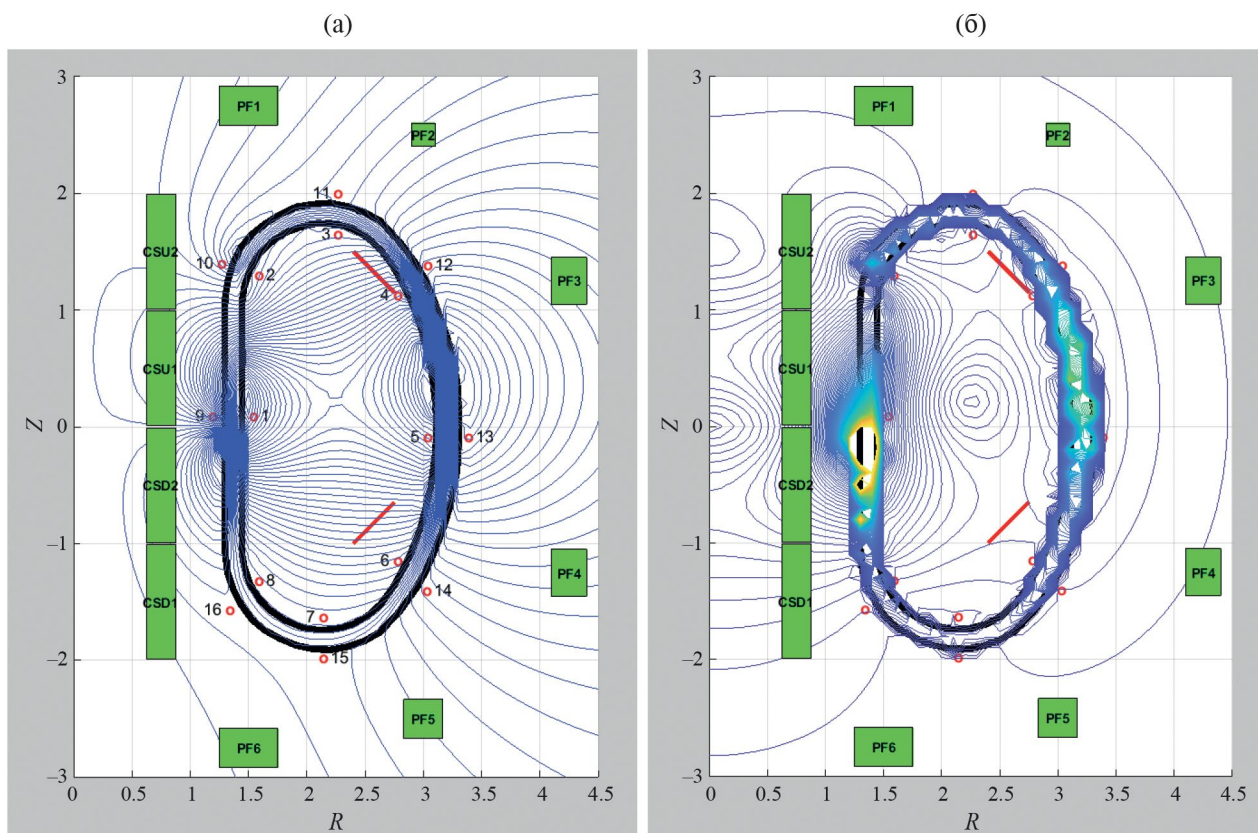 (а)
(б)
3
2
1
0
–1
–2
–3
Z
0
0.5
1
1.5
2
2.5
3
3.5
4
4.5
R
PF1
PF2
PF3
PF4
PF5
PF6
CSU2
CSU1
CSD2
CSD1
11
3
10
2
12
4
9
1
5
13
8
6
16
7
14
15
3
2
1
0
–1
–2
–3
Z
0
0.5
1
1.5
2
2.5
3
3.5
4
4.5
R
PF1
PF2
PF3
PF4
PF5
PF6
CSU2
CSU1
CSD2
CSD1